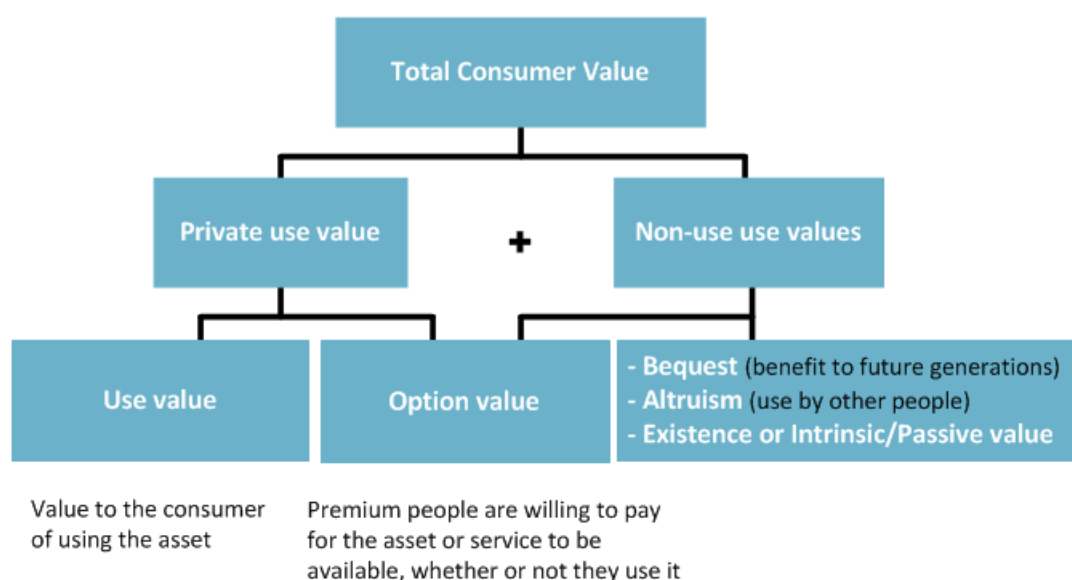 Total Consumer Value
Private use value
+
Non-use use values
Use value
Option value
- Bequest (benefit to future generations)
- Altruism (use by other people)
- Existence or Intrinsic/Passive value
Value to the consumer
of using the asset
Premium people are willing to pay
for the asset or service to be
available, whether or not they use it